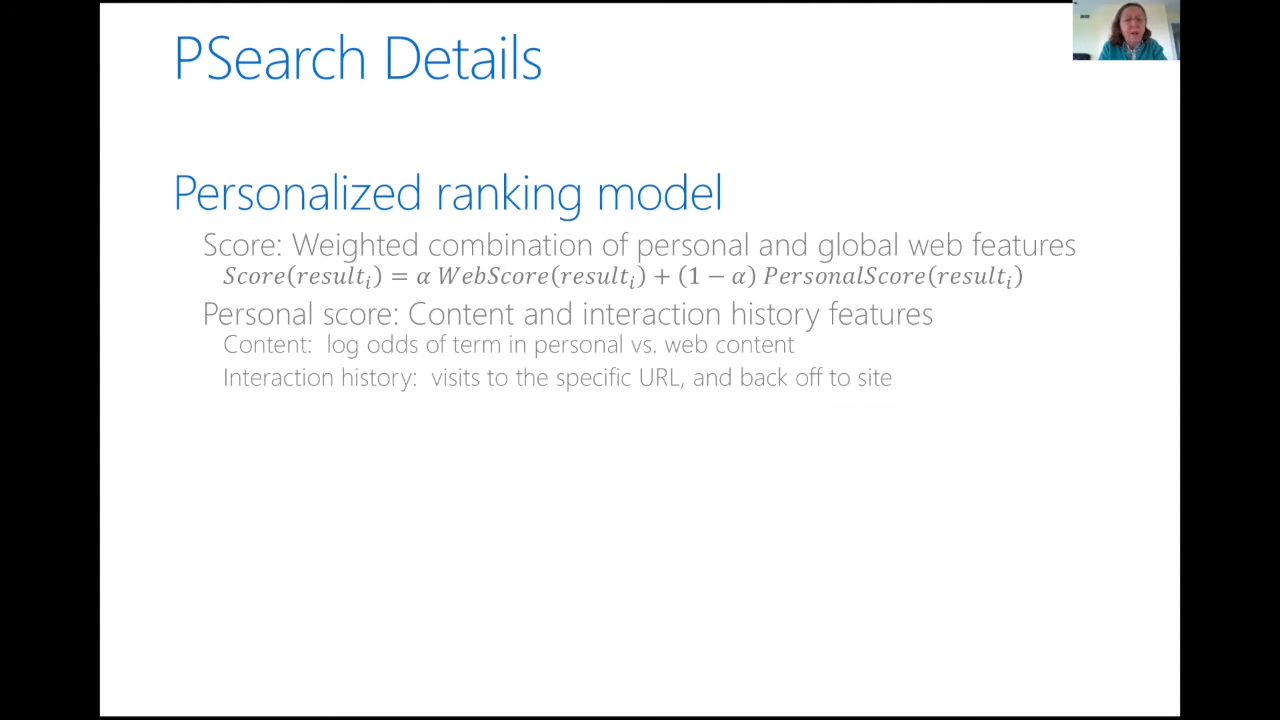 PSearch Details
Personalized ranking model
Score: Weighted combination of personal and global web features
Score(resultᵢ) = α WebScore(resultᵢ) + (1 − α) PersonalScore(resultᵢ)
Personal score: Content and interaction history features
Content: log odds of term in personal vs. web content
Interaction history: visits to the specific URL, and back off to site